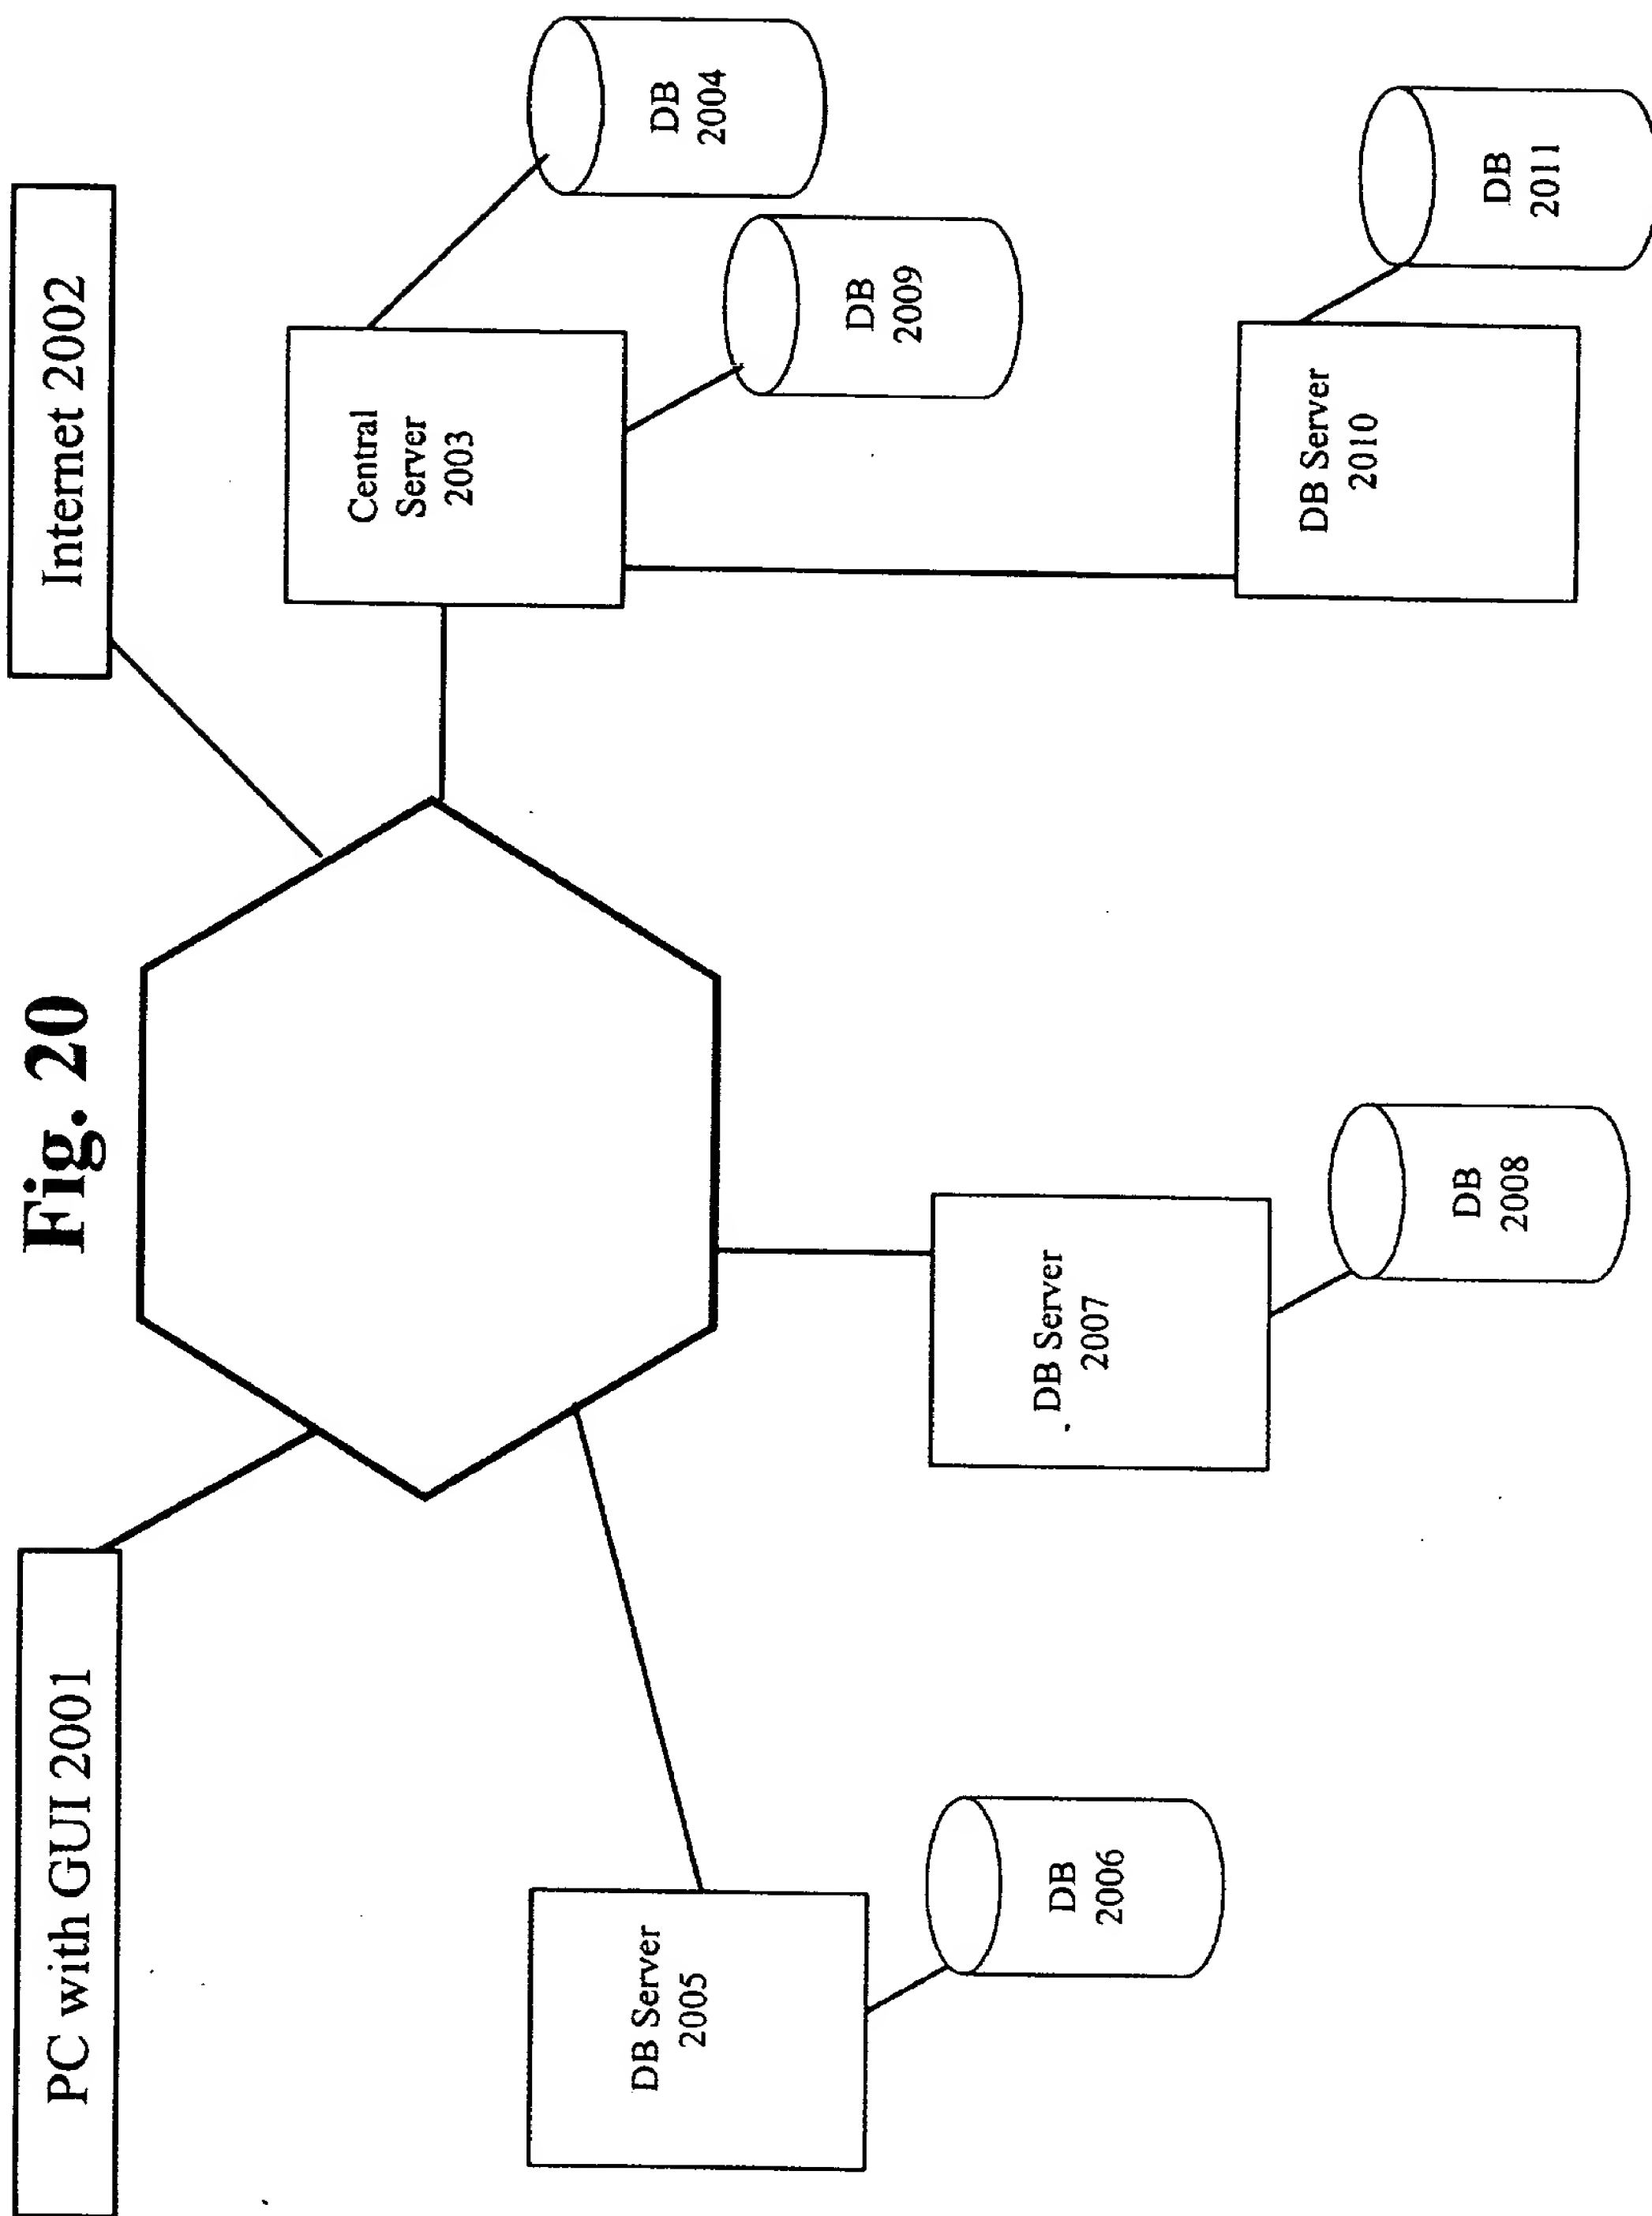 Fig. 20
PC with GUI 2001
Internet 2002
Central
Server
2003
DB
2004
DB
2009
DB Server
2005
DB
2006
DB Server
2007
DB
2008
DB Server
2010
DB
2011